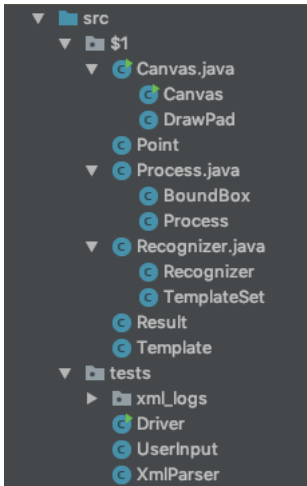 src
$1
Canvas.java
Canvas
DrawPad
Point
Process.java
BoundBox
Process
Recognizer.java
Recognizer
TemplateSet
Result
Template
tests
xml_logs
Driver
UserInput
XmlParser